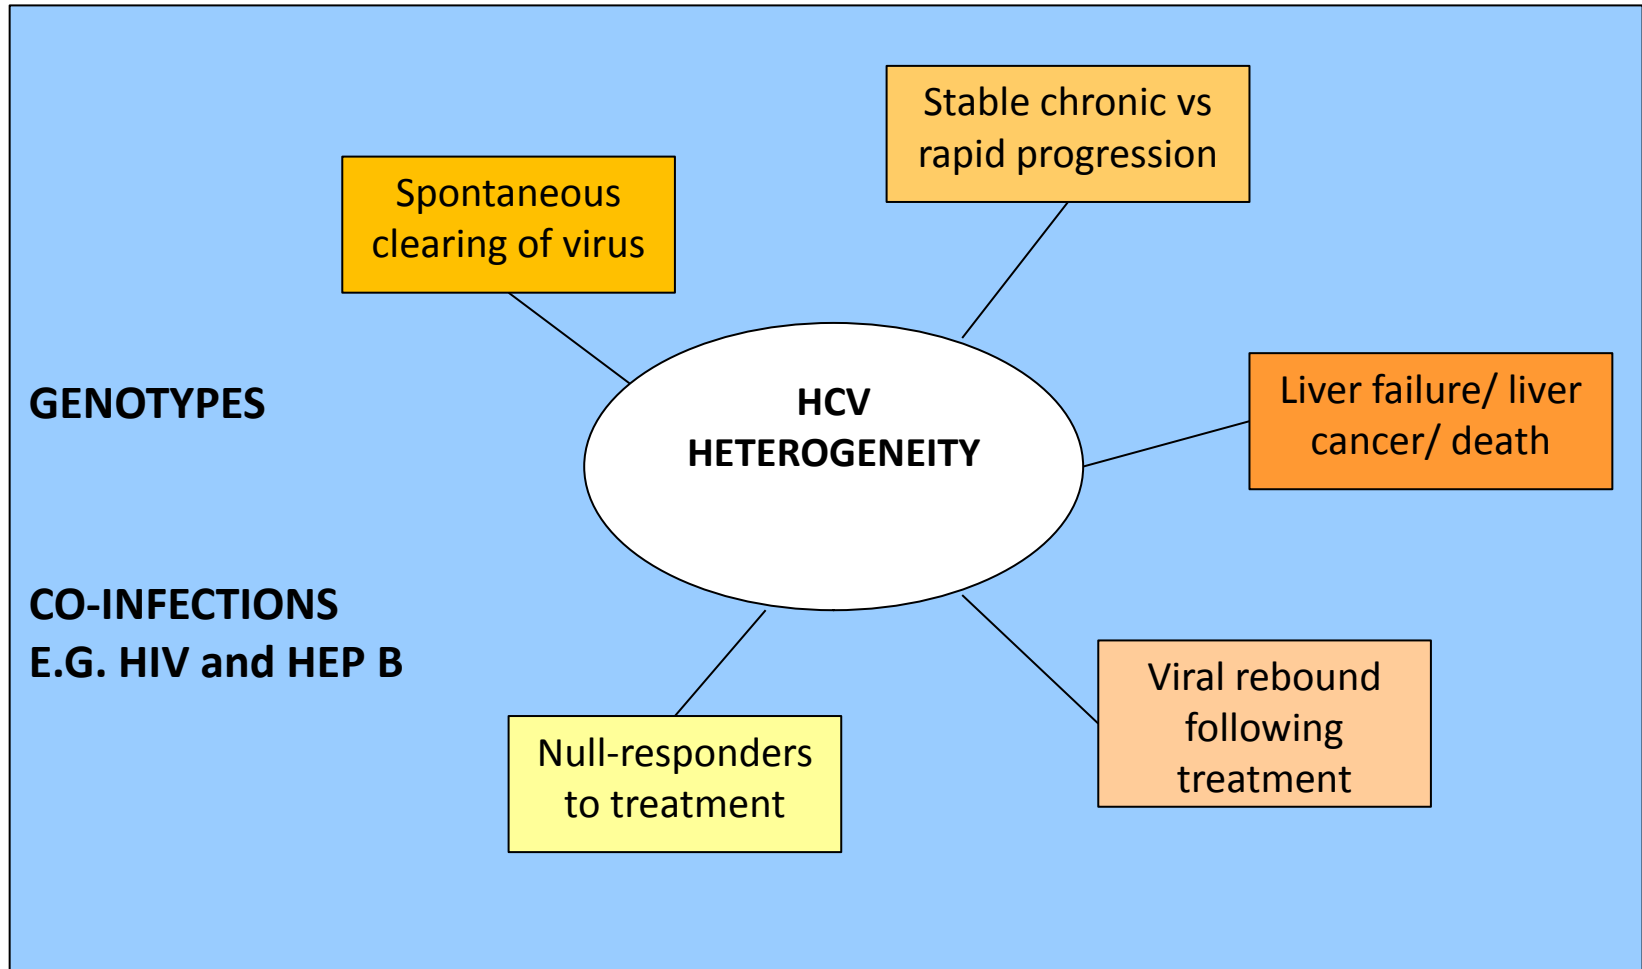 Stable chronic vs
rapid progression
Spontaneous
clearing of virus
GENOTYPES
HCV
HETEROGENEITY
Liver failure/ liver
cancer/ death
CO-INFECTIONS
E.G. HIV and HEP B
Null-responders
to treatment
Viral rebound
following
treatment